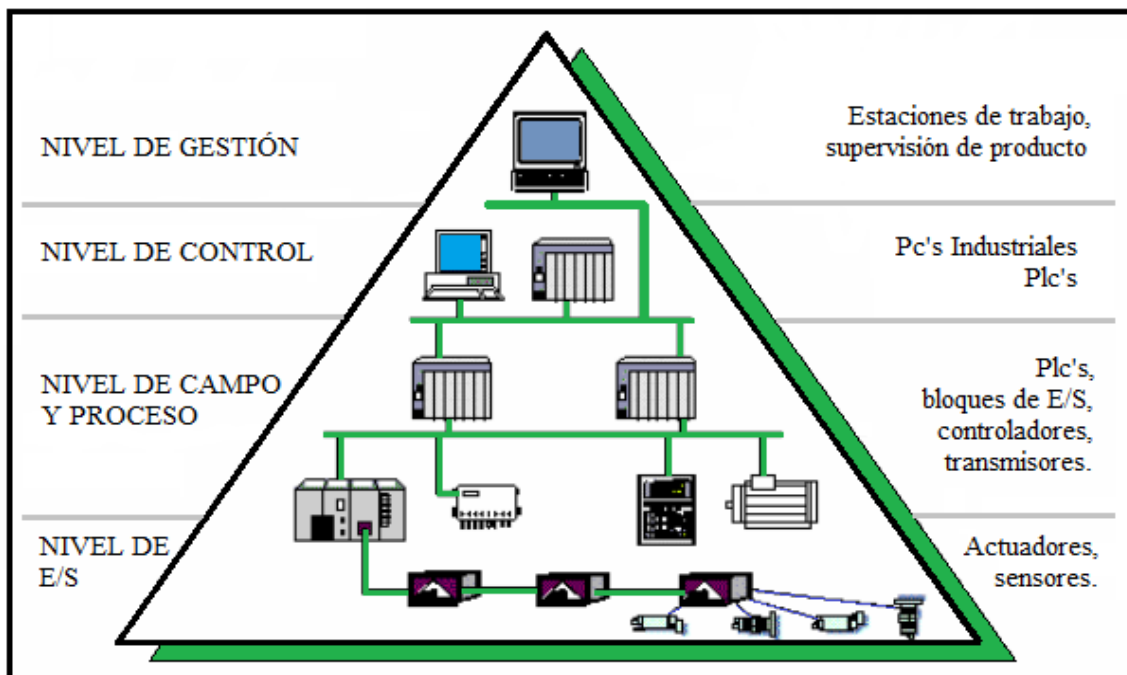 NIVEL DE GESTIÓN
Estaciones de trabajo,
supervisión de producto
NIVEL DE CONTROL
Pc's Industriales
Plc's
NIVEL DE CAMPO
Y PROCESO
Plc's,
bloques de E/S,
controladores,
transmisores.
NIVEL DE
E/S
Actuadores,
sensores.